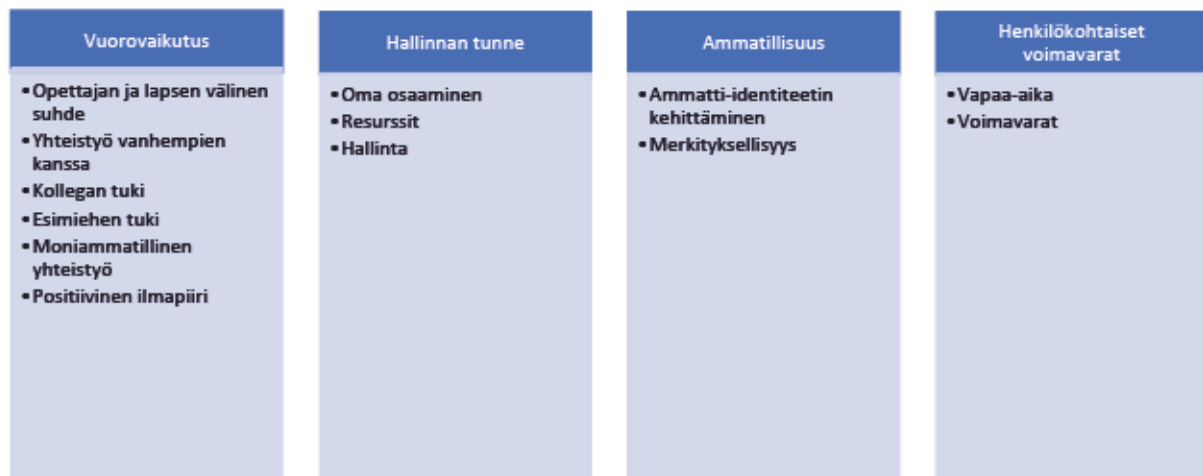 Vuorovaikutus
• Opettajan ja lapsen välinen
suhde
• Yhteistyö vanhempien
kanssa
• Kollegan tuki
• Esimiehen tuki
• Moniammatillinen
yhteistyö
• Positiivinen ilmapiiri
Hallinnan tunne
• Oma osaaminen
• Resurssit
• Hallinta
Ammatillisuus
• Ammatti-identiteetin
kehittäminen
• Merkityksellisyys
Henkilökohtaiset
voimavarat
• Vapaa-aika
• Voimavarat